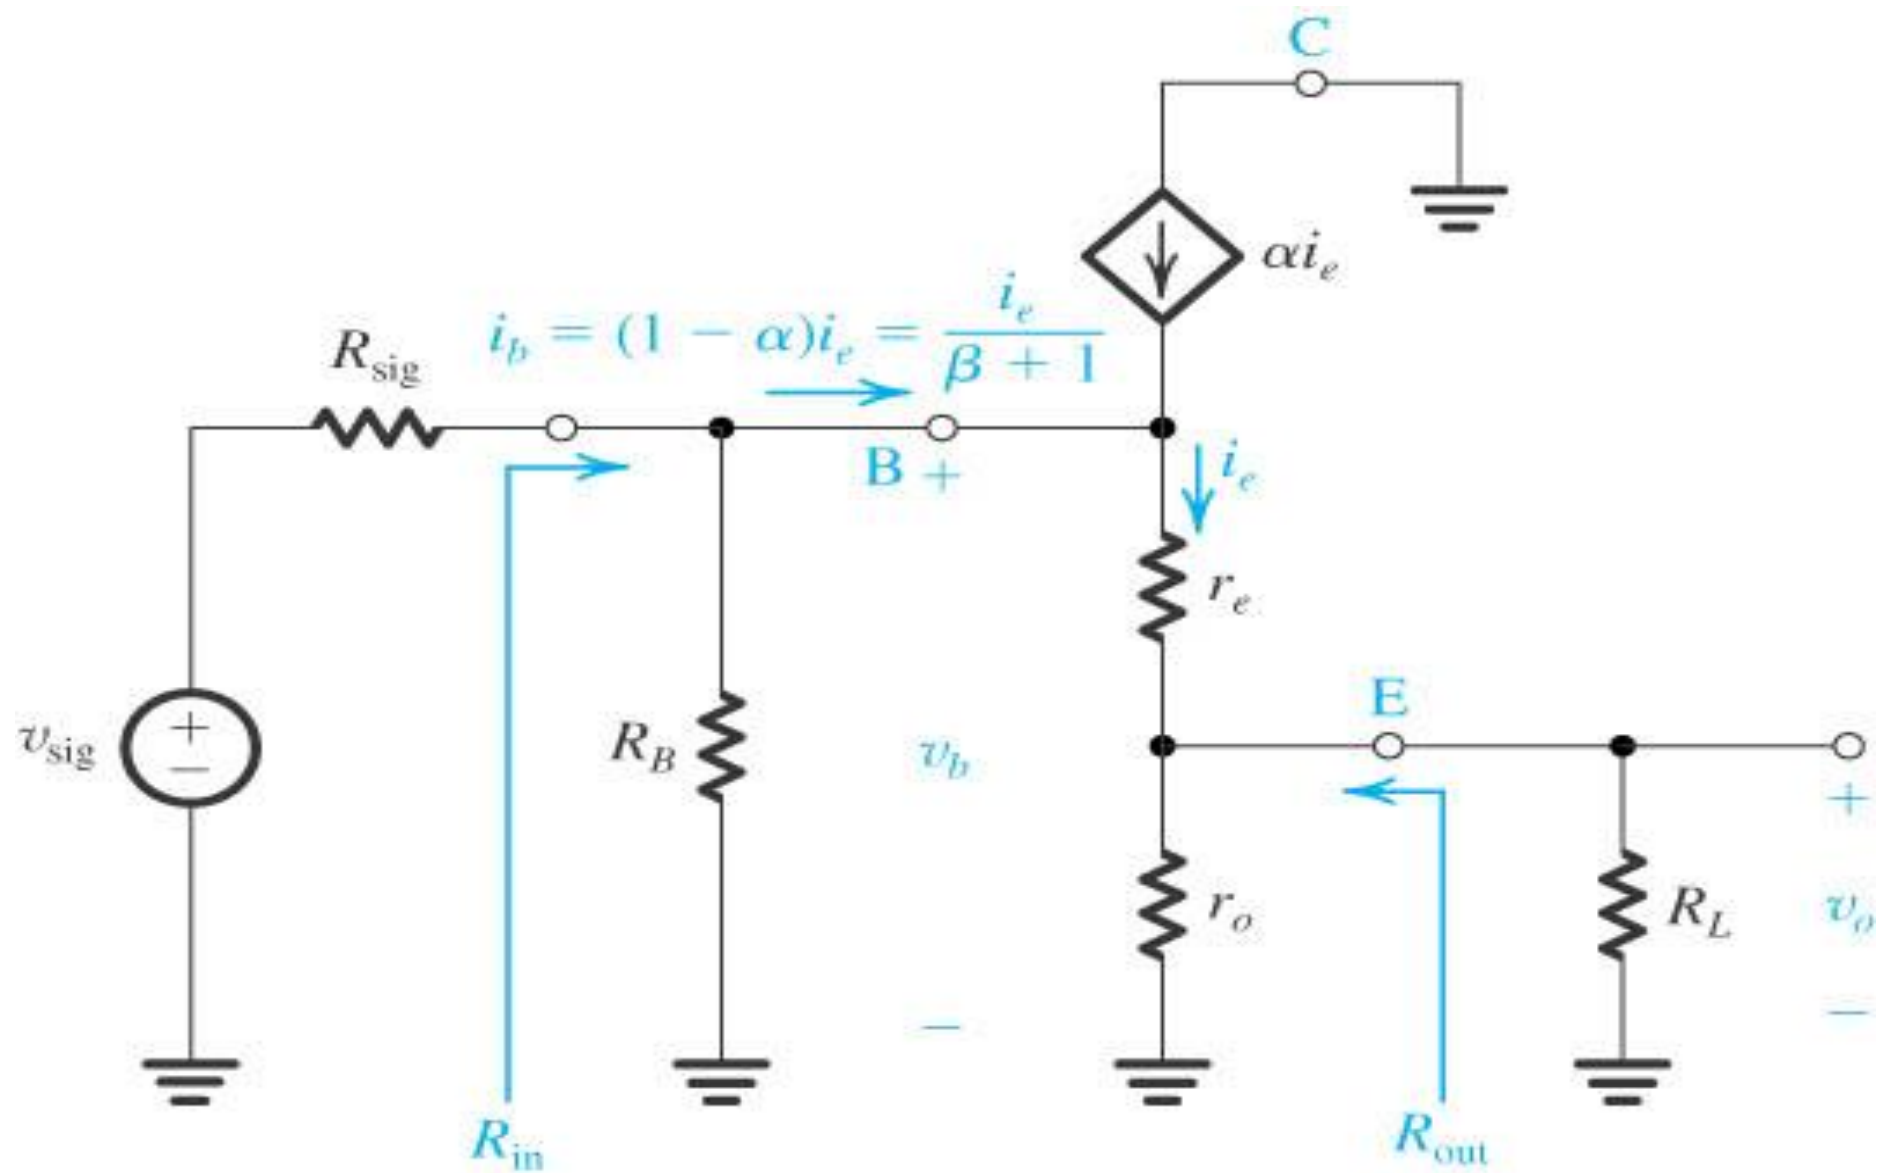 C
αi_e
i_b = (1 − α)i_e = i_e / (β + 1)
R_sig
B +
i_e
r_e
E
v_sig
+
−
R_B
v_b
+
r_o
R_L
v_o
−
−
R_in
R_out